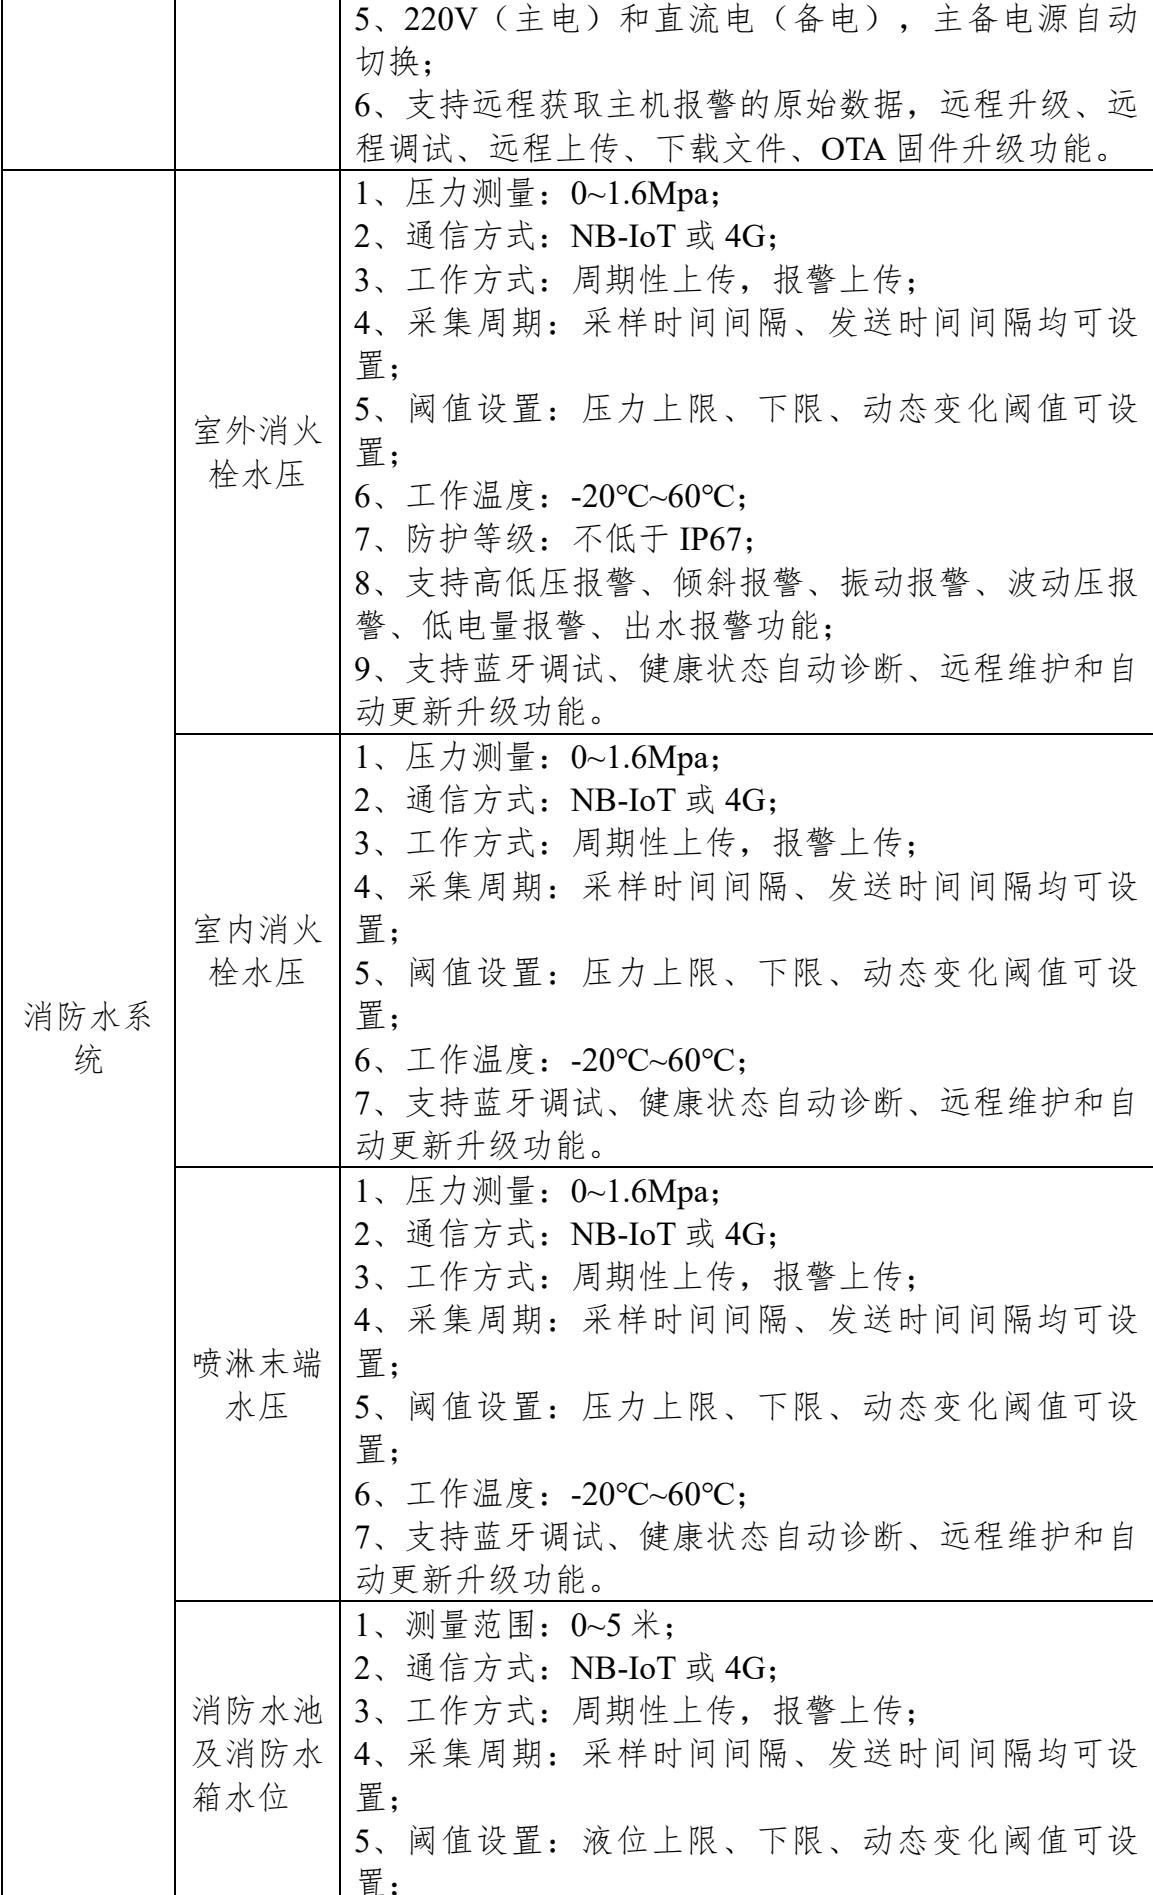 5、220V（主电）和直流电（备电），主备电源自动
切换；
6、支持远程获取主机报警的原始数据，远程升级、远
程调试、远程上传、下载文件、OTA 固件升级功能。
消防水系
统
室外消火
栓水压
1、压力测量：0~1.6Mpa；
2、通信方式：NB-IoT 或 4G；
3、工作方式：周期性上传，报警上传；
4、采集周期：采样时间间隔、发送时间间隔均可设
置；
5、阈值设置：压力上限、下限、动态变化阈值可设
置；
6、工作温度：-20℃~60℃；
7、防护等级：不低于 IP67；
8、支持高低压报警、倾斜报警、振动报警、波动压报
警、低电量报警、出水报警功能；
9、支持蓝牙调试、健康状态自动诊断、远程维护和自
动更新升级功能。
室内消火
栓水压
1、压力测量：0~1.6Mpa；
2、通信方式：NB-IoT 或 4G；
3、工作方式：周期性上传，报警上传；
4、采集周期：采样时间间隔、发送时间间隔均可设
置；
5、阈值设置：压力上限、下限、动态变化阈值可设
置；
6、工作温度：-20℃~60℃；
7、支持蓝牙调试、健康状态自动诊断、远程维护和自
动更新升级功能。
喷淋末端
水压
1、压力测量：0~1.6Mpa；
2、通信方式：NB-IoT 或 4G；
3、工作方式：周期性上传，报警上传；
4、采集周期：采样时间间隔、发送时间间隔均可设
置；
5、阈值设置：压力上限、下限、动态变化阈值可设
置；
6、工作温度：-20℃~60℃；
7、支持蓝牙调试、健康状态自动诊断、远程维护和自
动更新升级功能。
消防水池
及消防水
箱水位
1、测量范围：0~5 米；
2、通信方式：NB-IoT 或 4G；
3、工作方式：周期性上传，报警上传；
4、采集周期：采样时间间隔、发送时间间隔均可设
置；
5、阈值设置：液位上限、下限、动态变化阈值可设
置；